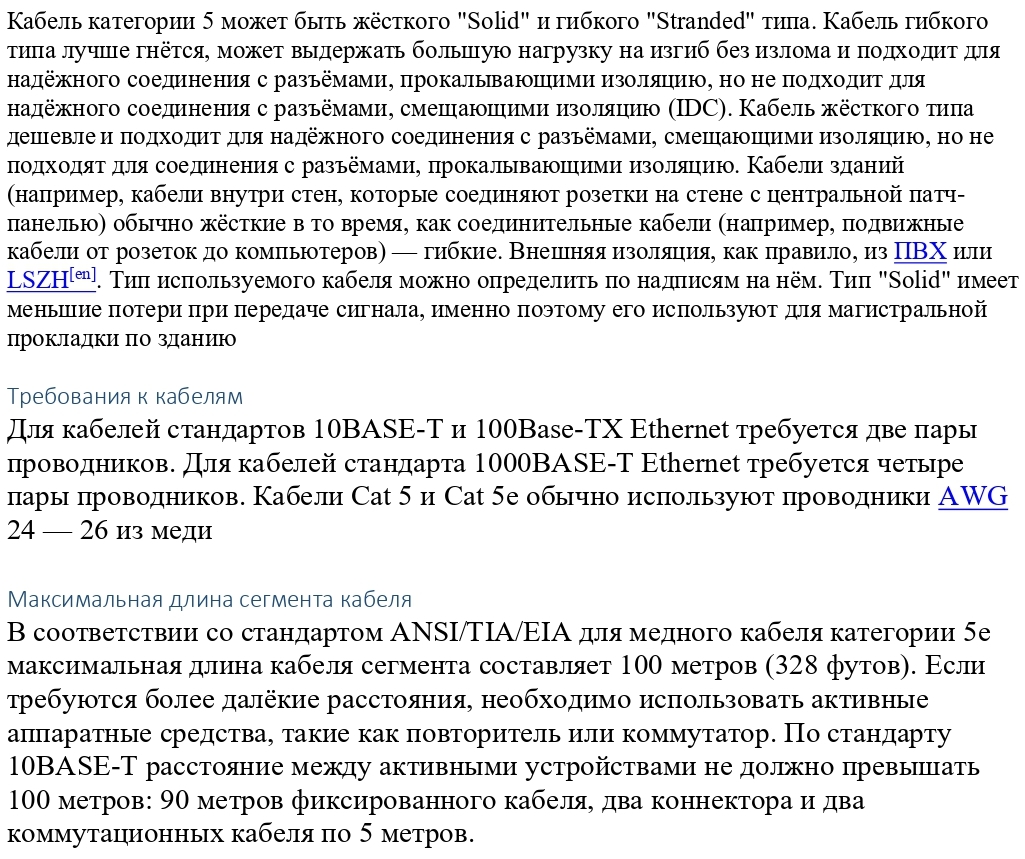 Кабель категории 5 может быть жёсткого "Solid" и гибкого "Stranded" типа. Кабель гибкого
типа лучше гнётся, может выдержать большую нагрузку на изгиб без излома и подходит для
надёжного соединения с разъёмами, прокалывающими изоляцию, но не подходит для
надёжного соединения с разъёмами, смещающими изоляцию (IDC). Кабель жёсткого типа
дешевле и подходит для надёжного соединения с разъёмами, смещающими изоляцию, но не
подходят для соединения с разъёмами, прокалывающими изоляцию. Кабели зданий
(например, кабели внутри стен, которые соединяют розетки на стене с центральной патч-
панелью) обычно жёсткие в то время, как соединительные кабели (например, подвижные
кабели от розеток до компьютеров) — гибкие. Внешняя изоляция, как правило, из ПВХ или
LSZH[en]. Тип используемого кабеля можно определить по надписям на нём. Тип "Solid" имеет
меньшие потери при передаче сигнала, именно поэтому его используют для магистральной
прокладки по зданию
Требования к кабелям
Для кабелей стандартов 10BASE-T и 100Base-TX Ethernet требуется две пары
проводников. Для кабелей стандарта 1000BASE-T Ethernet требуется четыре
пары проводников. Кабели Cat 5 и Cat 5e обычно используют проводники AWG
24 — 26 из меди
Максимальная длина сегмента кабеля
В соответствии со стандартом ANSI/TIA/EIA для медного кабеля категории 5e
максимальная длина кабеля сегмента составляет 100 метров (328 футов). Если
требуются более далёкие расстояния, необходимо использовать активные
аппаратные средства, такие как повторитель или коммутатор. По стандарту
10BASE-T расстояние между активными устройствами не должно превышать
100 метров: 90 метров фиксированного кабеля, два коннектора и два
коммутационных кабеля по 5 метров.